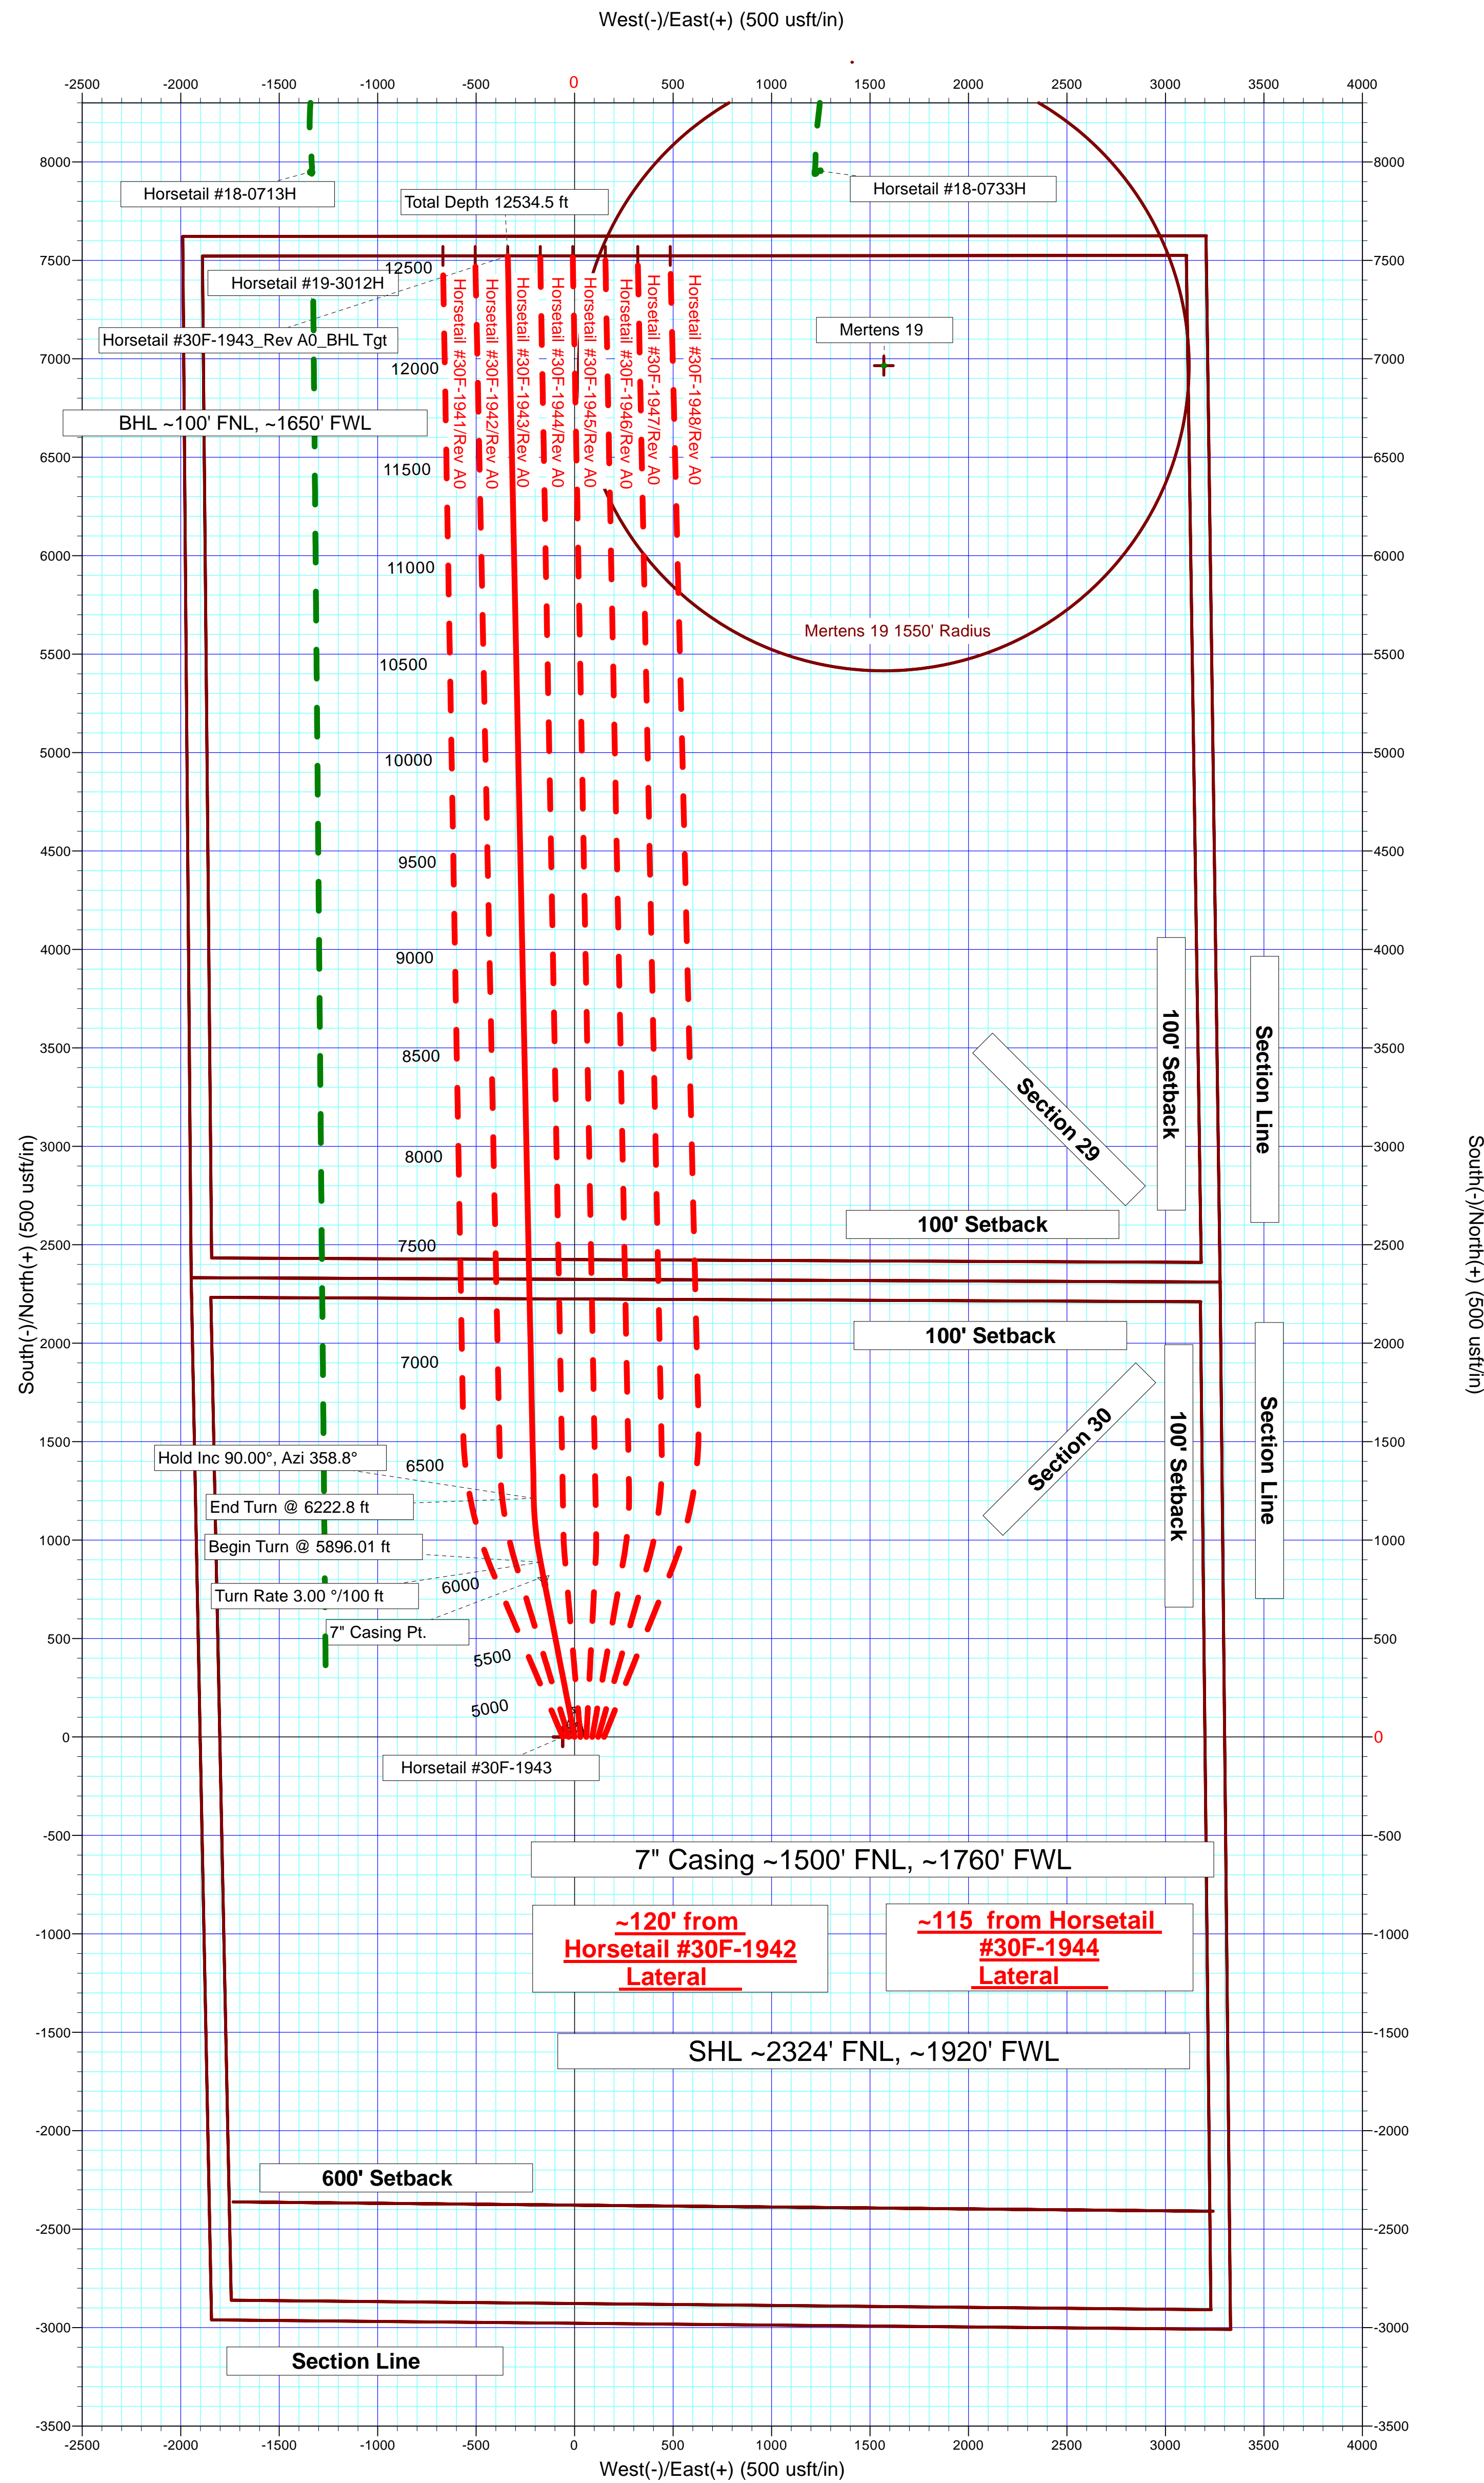 West(-)/East(+) (500 usft/in)
-2500 -2000 -1500 -1000 -500 0 500 1000 1500 2000 2500 3000 3500 4000
8000
7500
7000
6500
6000
5500
5000
4500
4000
3500
3000
2500
2000
1500
1000
500
0
-500
-1000
-1500
-2000
-2500
-3000
-3500
South(-)/North(+) (500 usft/in)
Horsetail #18-0713H
Horsetail #18-0733H
Total Depth 12534.5 ft
Horsetail #19-3012H
Horsetail #30F-1943_Rev A0_BHL Tgt
Mertens 19
BHL ~100' FNL, ~1650' FWL
Horsetail #30F-1941/Rev A0
Horsetail #30F-1942/Rev A0
Horsetail #30F-1943/Rev A0
Horsetail #30F-1944/Rev A0
Horsetail #30F-1945/Rev A0
Horsetail #30F-1946/Rev A0
Horsetail #30F-1947/Rev A0
Horsetail #30F-1948/Rev A0
12500
12000
11500
11000
10500
10000
9500
9000
8500
8000
7500
7000
6500
6000
5500
5000
Mertens 19 1550' Radius
100' Setback
Section Line
Section 29
100' Setback
100' Setback
Section 30
100' Setback
Section Line
Hold Inc 90.00°, Azi 358.8°
End Turn @ 6222.8 ft
Begin Turn @ 5896.01 ft
Turn Rate 3.00 °/100 ft
7" Casing Pt.
Horsetail #30F-1943
7" Casing ~1500' FNL, ~1760' FWL
~120' from
Horsetail #30F-1942
Lateral
~115 from Horsetail
#30F-1944
Lateral
SHL ~2324' FNL, ~1920' FWL
600' Setback
Section Line
8000
7500
7000
6500
6000
5500
5000
4500
4000
3500
3000
2500
2000
1500
1000
500
0
-500
-1000
-1500
-2000
-2500
-3000
-3500
South(-)/North(+) (500 usft/in)
-2500 -2000 -1500 -1000 -500 0 500 1000 1500 2000 2500 3000 3500 4000
West(-)/East(+) (500 usft/in)